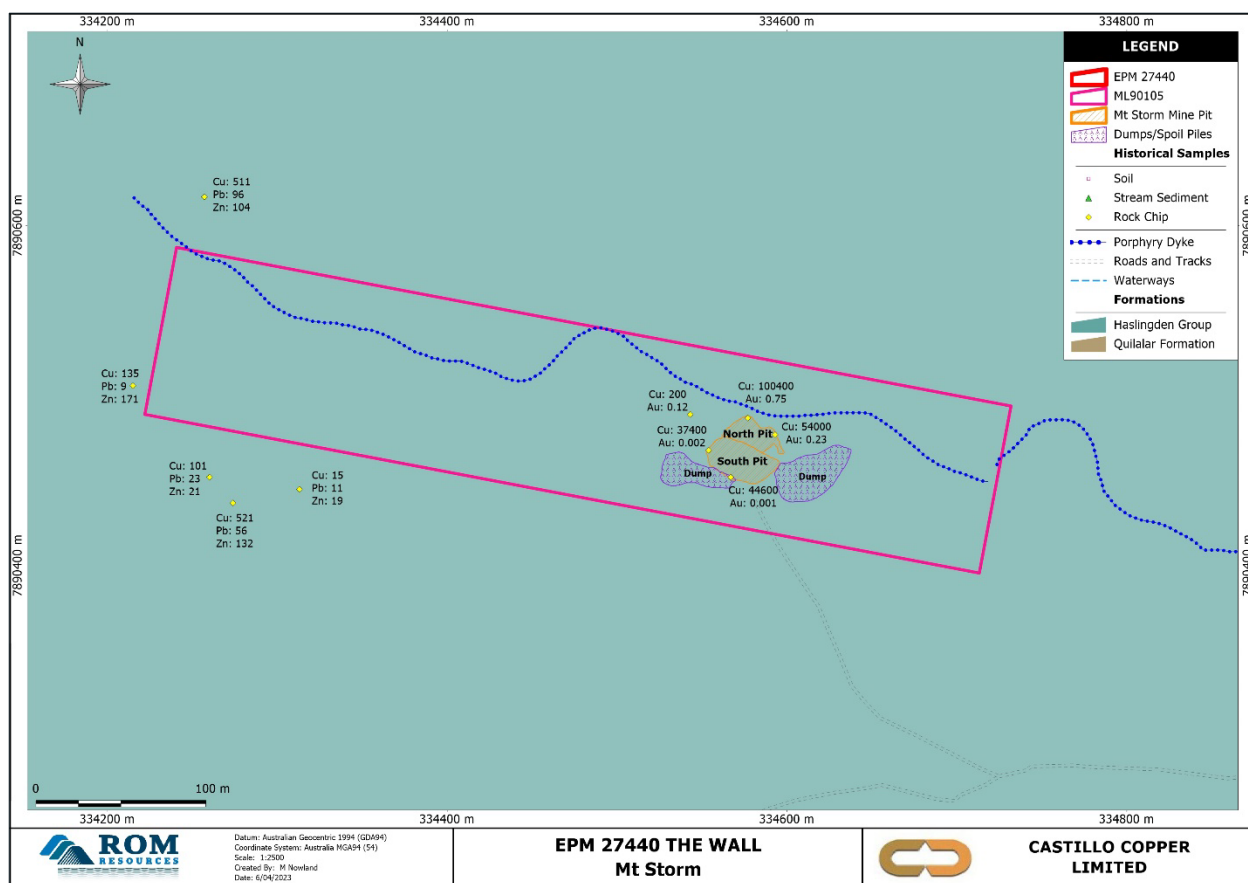 334200 m
334400 m
334600 m
334800 m
N
LEGEND
EPM 27440
ML90105
Mt Storm Mine Pit
Dumps/Spoil Piles
Historical Samples
Soil
Stream Sediment
Rock Chip
Porphyry Dyke
Roads and Tracks
Waterways
Formations
Haslingden Group
Quilalar Formation
7890600 m
7890600 m
Cu: 511
Pb: 96
Zn: 104
Cu: 135
Pb: 9
Zn: 171
Cu: 200
Au: 0.12
Cu: 100400
Au: 0.75
Cu: 37400
Au: 0.002
North Pit
Cu: 54000
Au: 0.23
South Pit
Dump
Dump
Cu: 44600
Au: 0.001
Cu: 101
Pb: 23
Zn: 21
Cu: 15
Pb: 11
Zn: 19
Cu: 521
Pb: 56
Zn: 132
7890400 m
7890400 m
0
100 m
334200 m
334400 m
334600 m
334800 m
ROM
RESOURCES
Datum: Australian Geocentric 1994 (GDA94)
Coordinate System: Australia MGA94 (54)
Scale: 1:2500
Created By: M Nowland
Date: 6/04/2023
EPM 27440 THE WALL
Mt Storm
CASTILLO COPPER
LIMITED